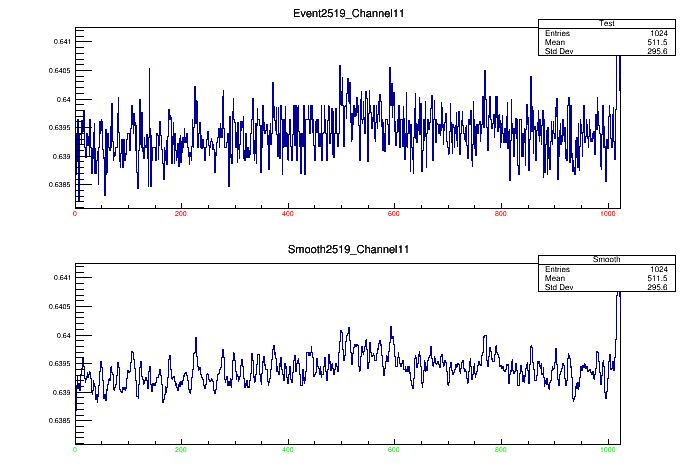 Event2519_Channel11
Test
Entries 1024
Mean 511.5
Std Dev 295.6
0.641
0.6405
0.64
0.6395
0.639
0.6385
0 200 400 600 800 1000
Smooth2519_Channel11
Smooth
Entries 1024
Mean 511.5
Std Dev 295.6
0.641
0.6405
0.64
0.6395
0.639
0.6385
0 200 400 600 800 1000